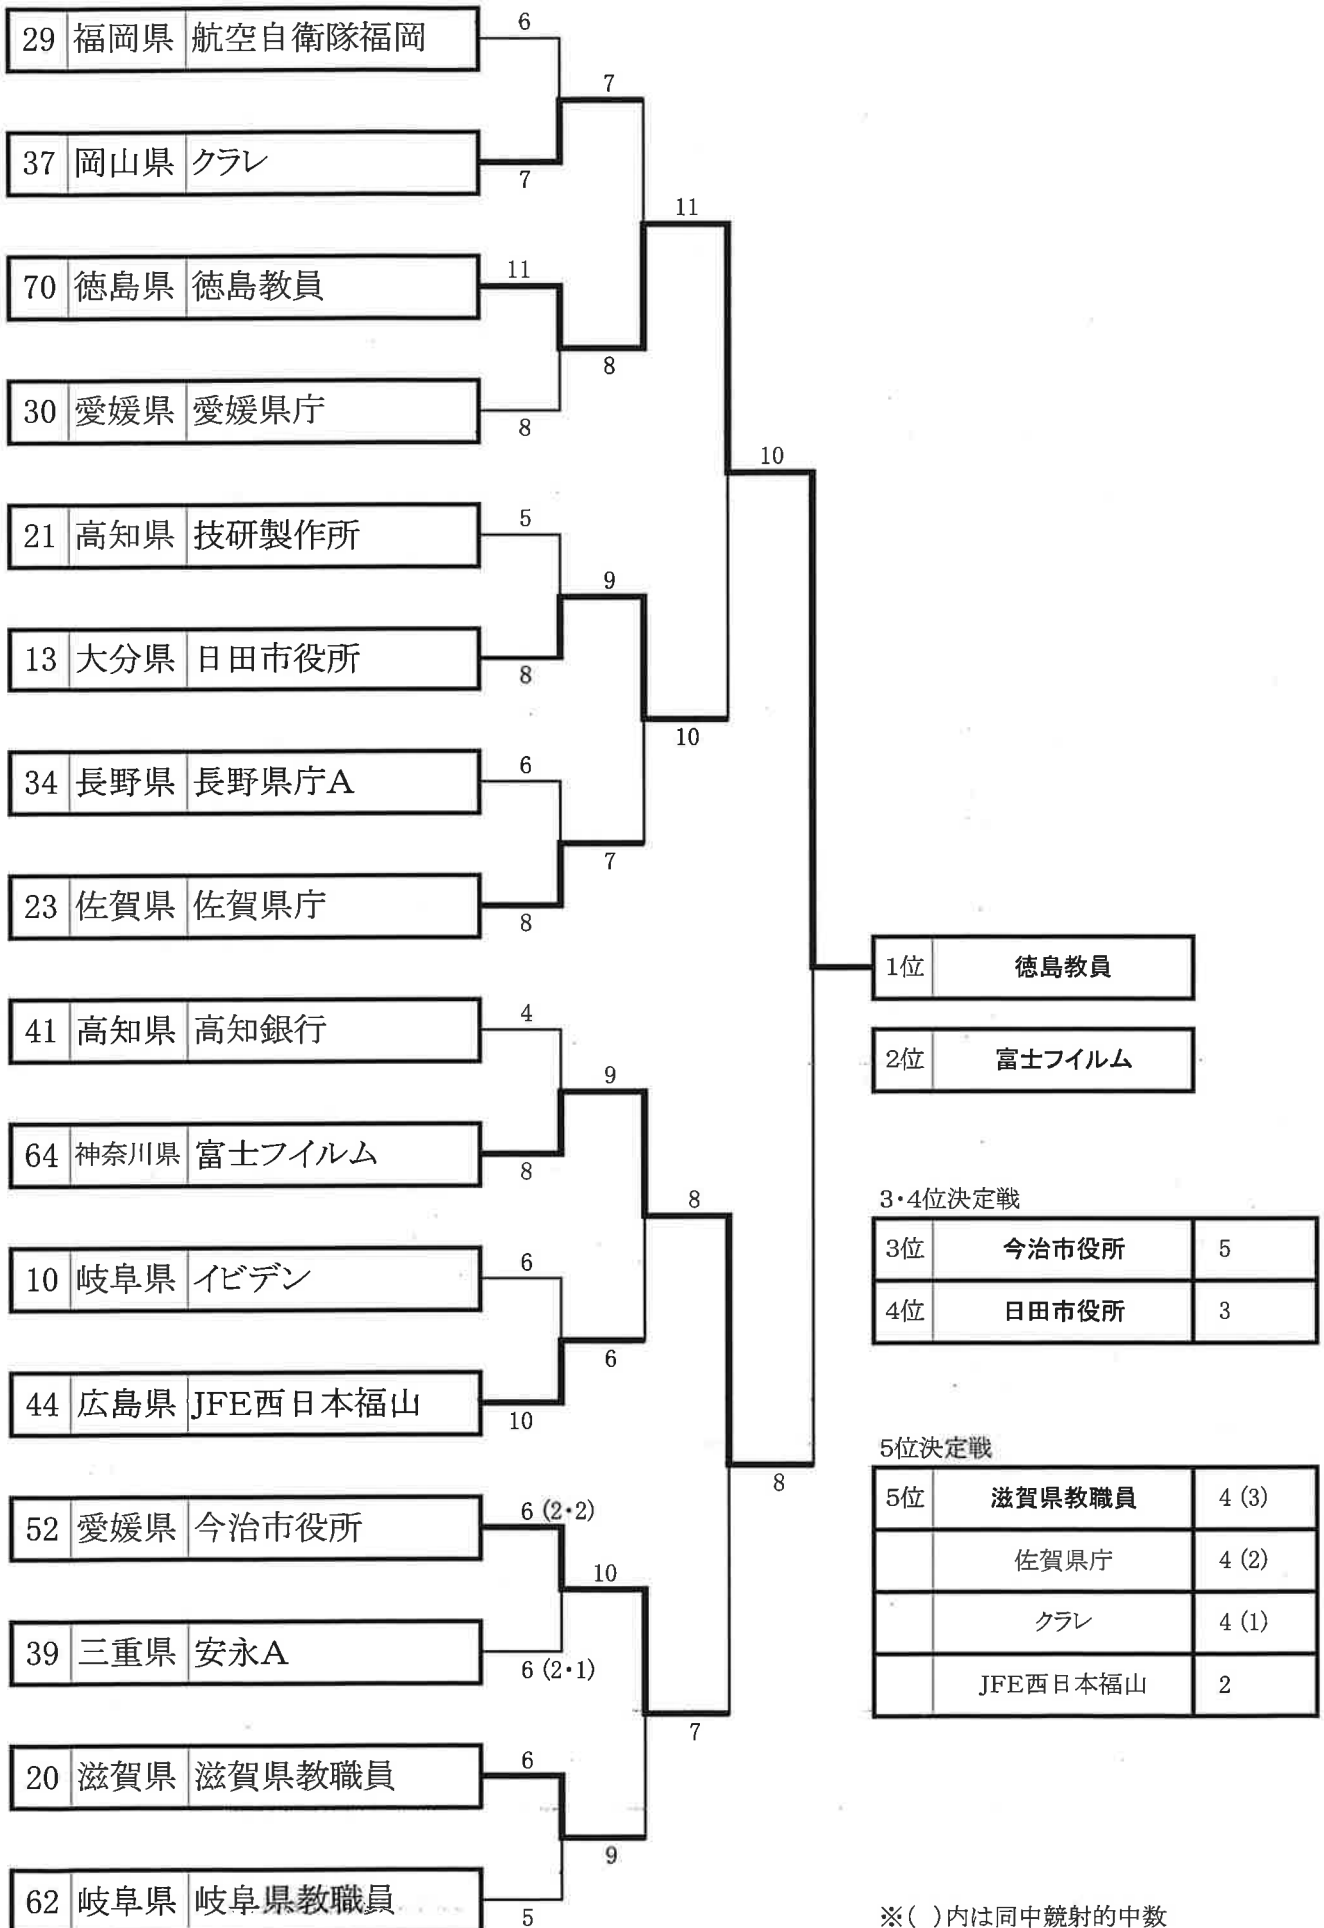 29 福岡県 航空自衛隊福岡
6
7
37 岡山県 クラレ
7
11
70 徳島県 徳島教員
11
8
30 愛媛県 愛媛県庁
8
10
21 高知県 技研製作所
5
9
13 大分県 日田市役所
8
10
34 長野県 長野県庁A
6
7
23 佐賀県 佐賀県庁
8
41 高知県 高知銀行
4
9
64 神奈川県 富士フイルム
8
8
10 岐阜県 イビデン
6
6
44 広島県 JFE西日本福山
10
8
52 愛媛県 今治市役所
6 (2・2)
10
39 三重県 安永A
6 (2・1)
7
20 滋賀県 滋賀県教職員
6
9
62 岐阜県 岐阜県教職員
5
1位 徳島教員
2位 富士フイルム
3・4位決定戦
3位 今治市役所 5
4位 日田市役所 3
5位決定戦
5位 滋賀県教職員 4 (3)
佐賀県庁 4 (2)
クラレ 4 (1)
JFE西日本福山 2
※( )内は同中競射的中数